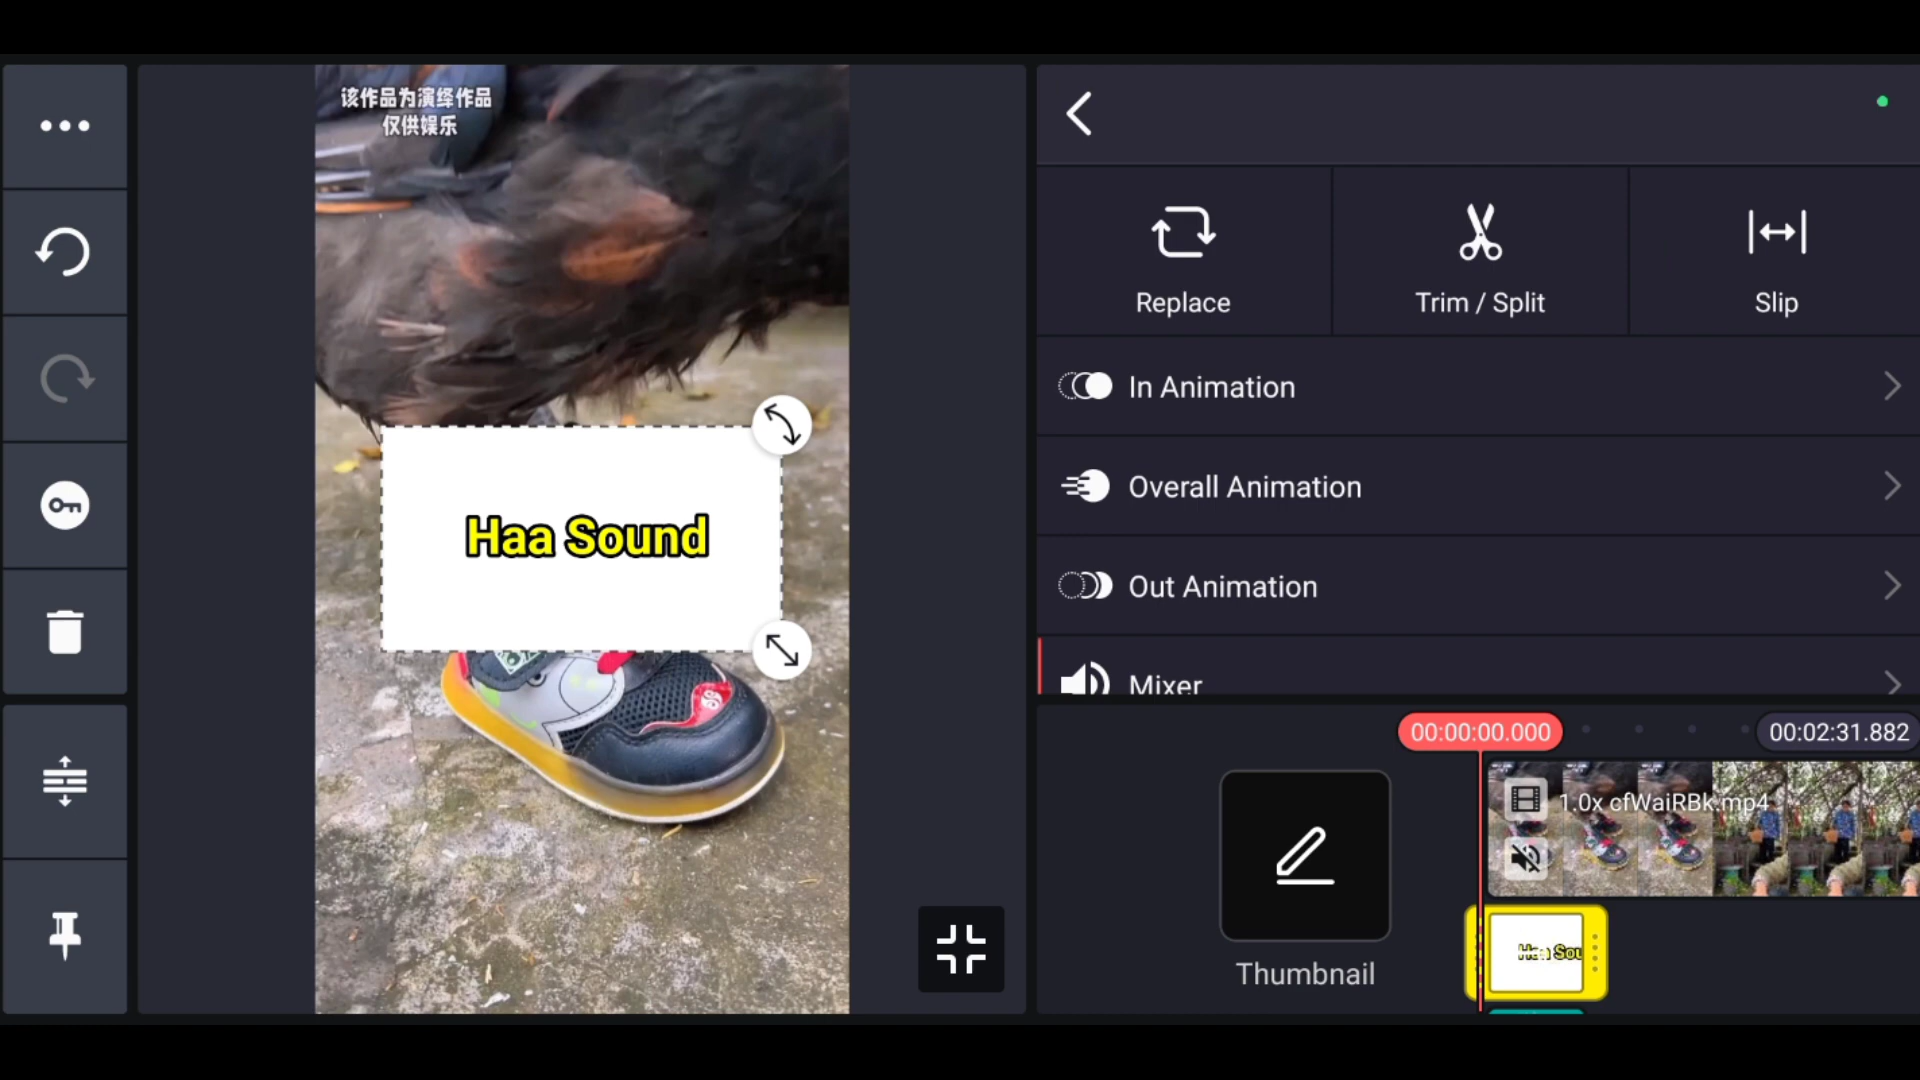 该作品为演绎作品
仅供娱乐
Haa Sound
Replace
Trim / Split
Slip
In Animation
Overall Animation
Out Animation
Mixer
00:00:00.000
00:02:31.882
1.0x cfWaiRBk.mp4
Haa Sou
Thumbnail